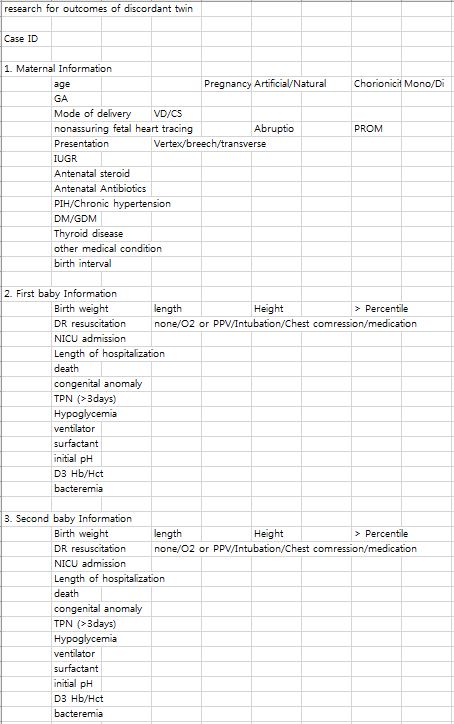 research for outcomes of discordant twin
Case ID
1. Maternal Information
age Pregnancy Artificial/Natural Chorionicit Mono/Di
GA
Mode of delivery VD/CS
nonassuring fetal heart tracing Abruptio PROM
Presentation Vertex/breech/transverse
IUGR
Antenatal steroid
Antenatal Antibiotics
PIH/Chronic hypertension
DM/GDM
Thyroid disease
other medical condition
birth interval
2. First baby Information
Birth weight length Height > Percentile
DR resuscitation none/O2 or PPV/Intubation/Chest comression/medication
NICU admission
Length of hospitalization
death
congenital anomaly
TPN (>3days)
Hypoglycemia
ventilator
surfactant
initial pH
D3 Hb/Hct
bacteremia
3. Second baby Information
Birth weight length Height > Percentile
DR resuscitation none/O2 or PPV/Intubation/Chest comression/medication
NICU admission
Length of hospitalization
death
congenital anomaly
TPN (>3days)
Hypoglycemia
ventilator
surfactant
initial pH
D3 Hb/Hct
bacteremia